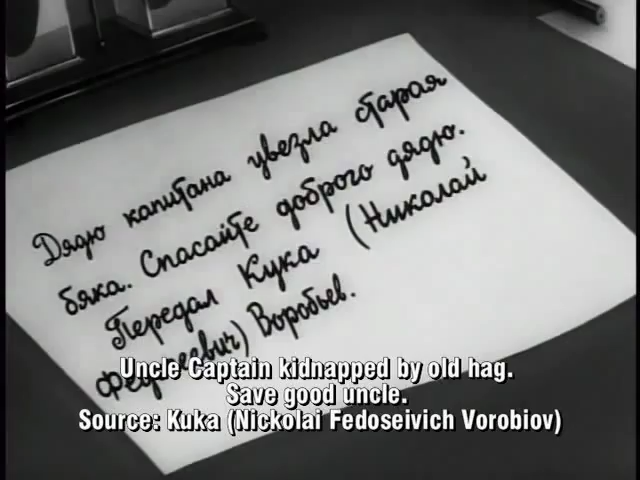 Дядю капитана увезла старая
бяка. Спасайте доброго дядю.
Передал Кука (Николай
Федосеевич) Воробьев.
Uncle Captain kidnapped by old hag.
Save good uncle.
Source: Kuka (Nickolai Fedoseivich Vorobiov)